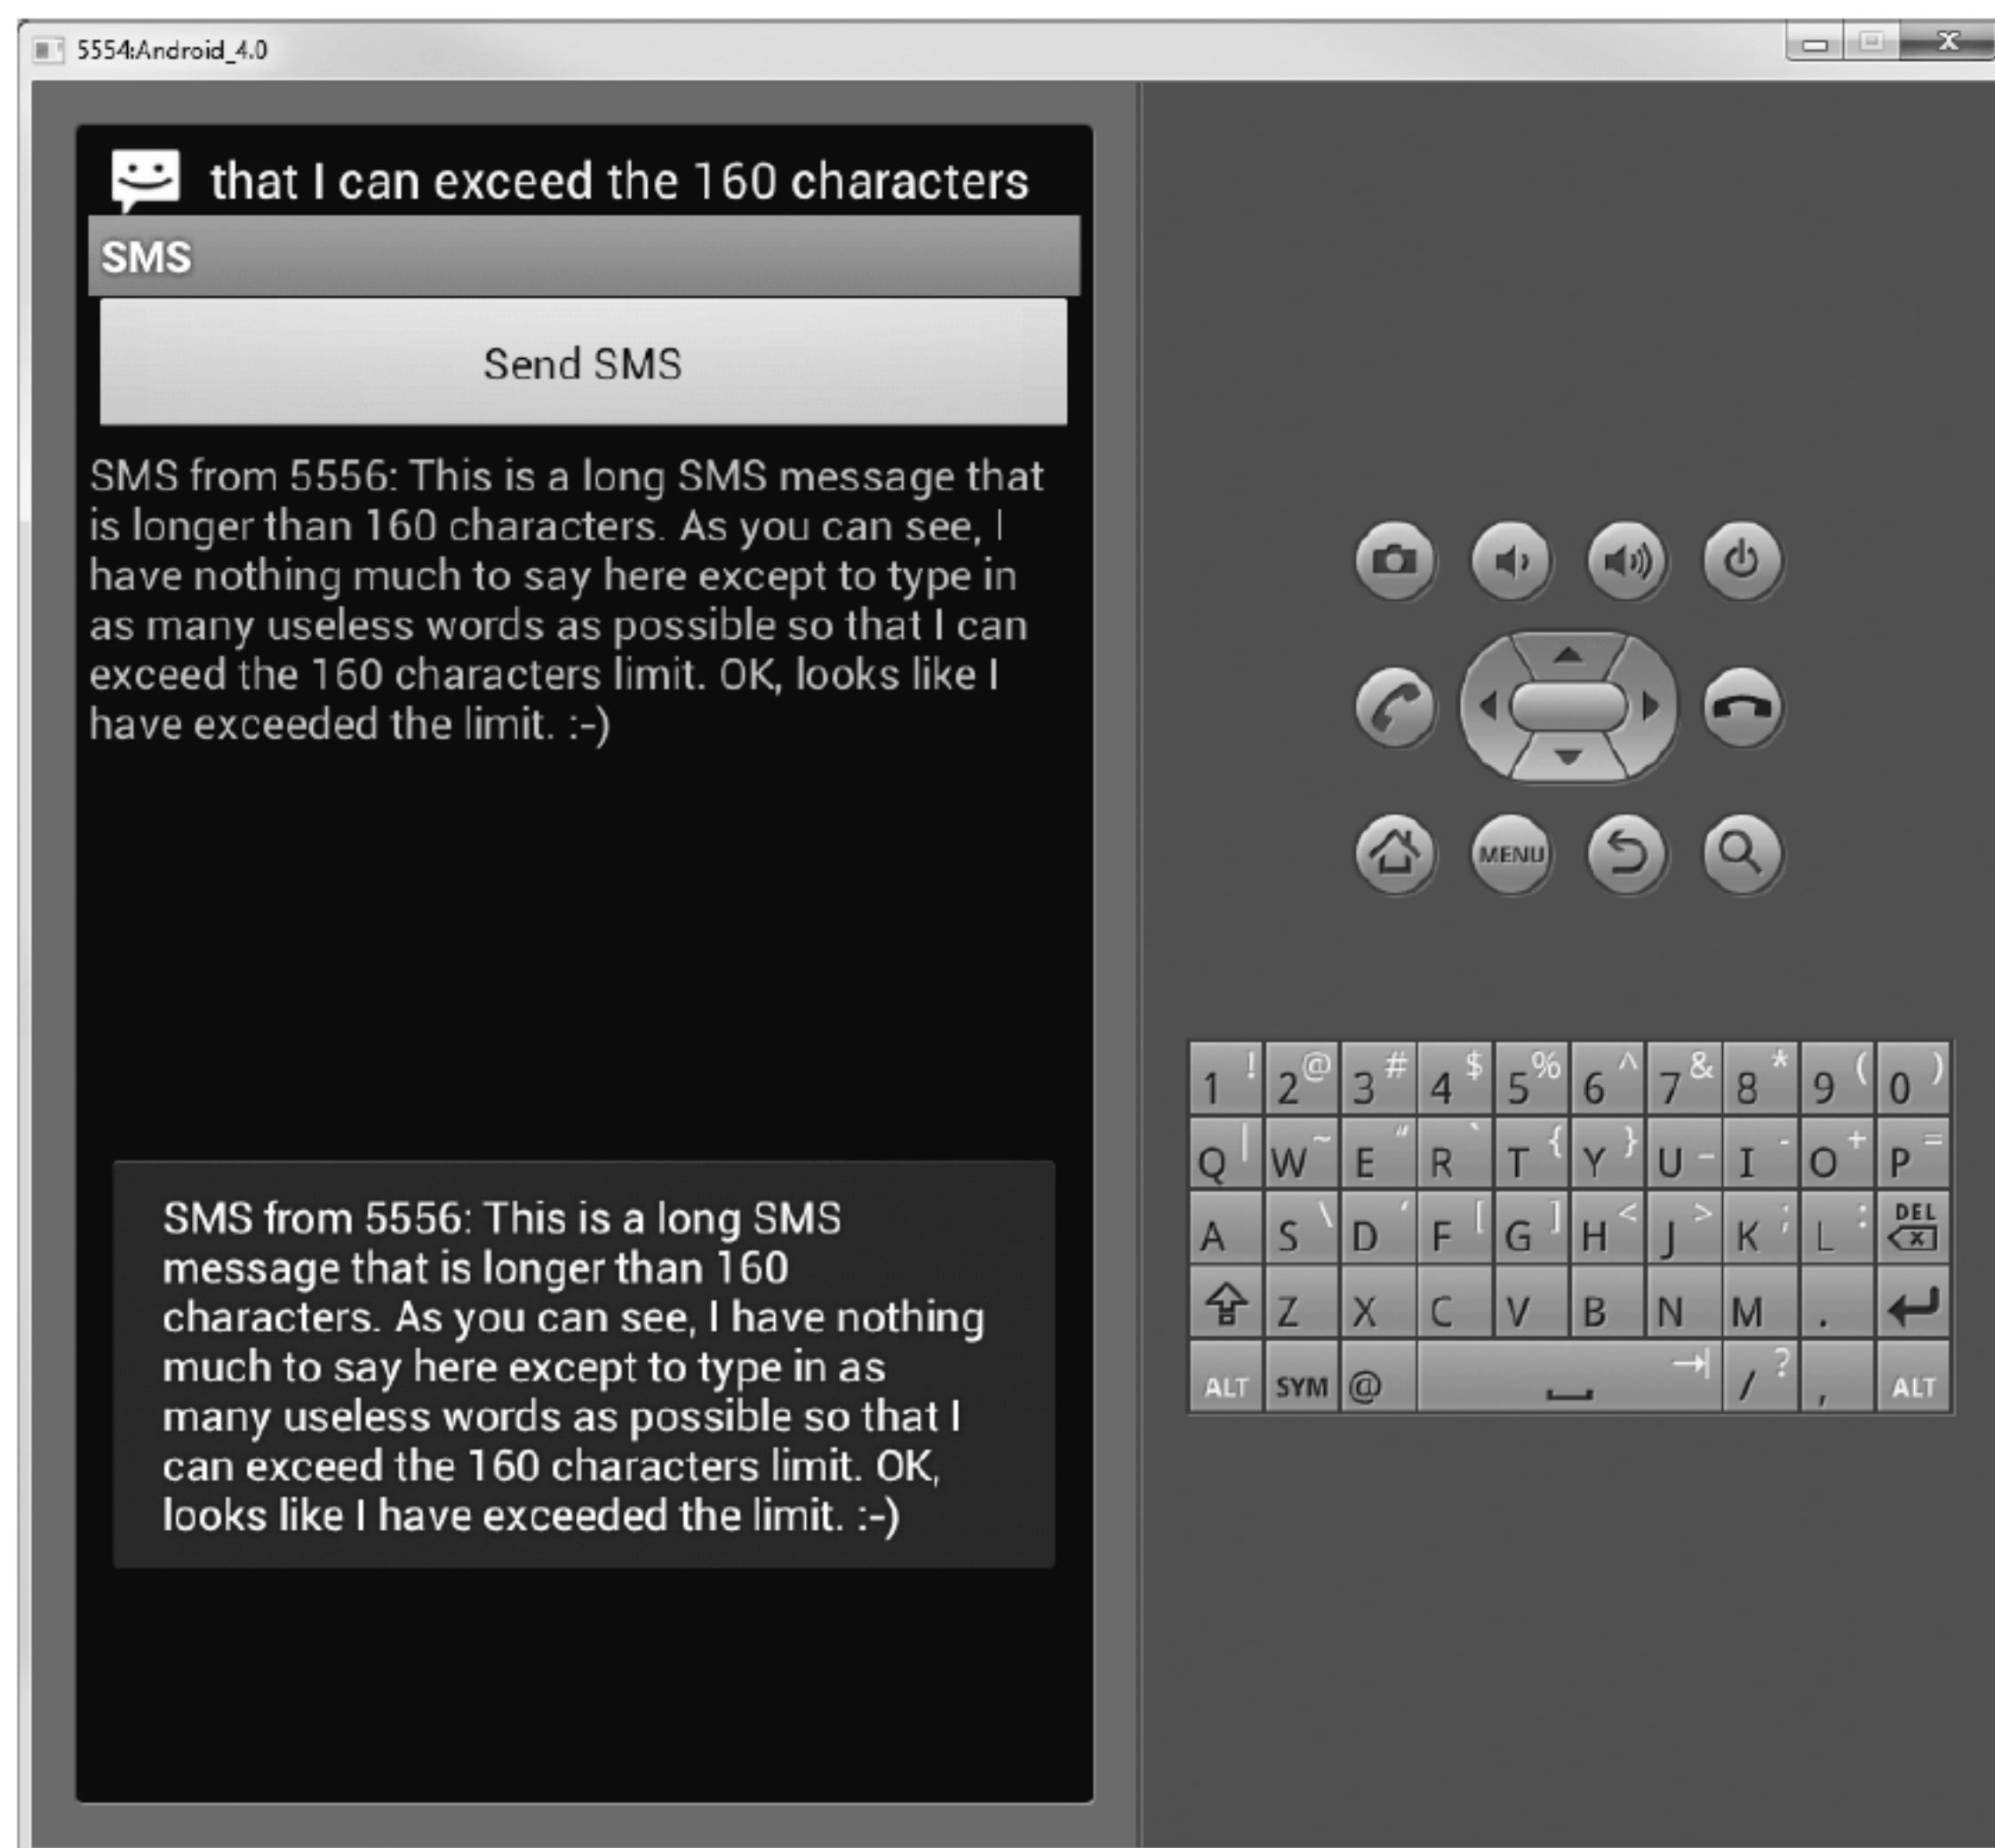 5554:Android_4.0
that I can exceed the 160 characters
SMS
Send SMS
SMS from 5556: This is a long SMS message that
is longer than 160 characters. As you can see, I
have nothing much to say here except to type in
as many useless words as possible so that I can
exceed the 160 characters limit. OK, looks like I
have exceeded the limit. :-)
SMS from 5556: This is a long SMS
message that is longer than 160
characters. As you can see, I have nothing
much to say here except to type in as
many useless words as possible so that I
can exceed the 160 characters limit. OK,
looks like I have exceeded the limit. :-)
MENU
1 ! 2 @ 3 # 4 $ 5 % 6 ^ 7 & 8 * 9 ( 0 )
Q | W ~ E " R ` T { Y } U _ I - O + P =
A S \ D ' F [ G ] H < J > K ; L : DEL
Z X C V B N M .
ALT SYM @ / ? , ALT